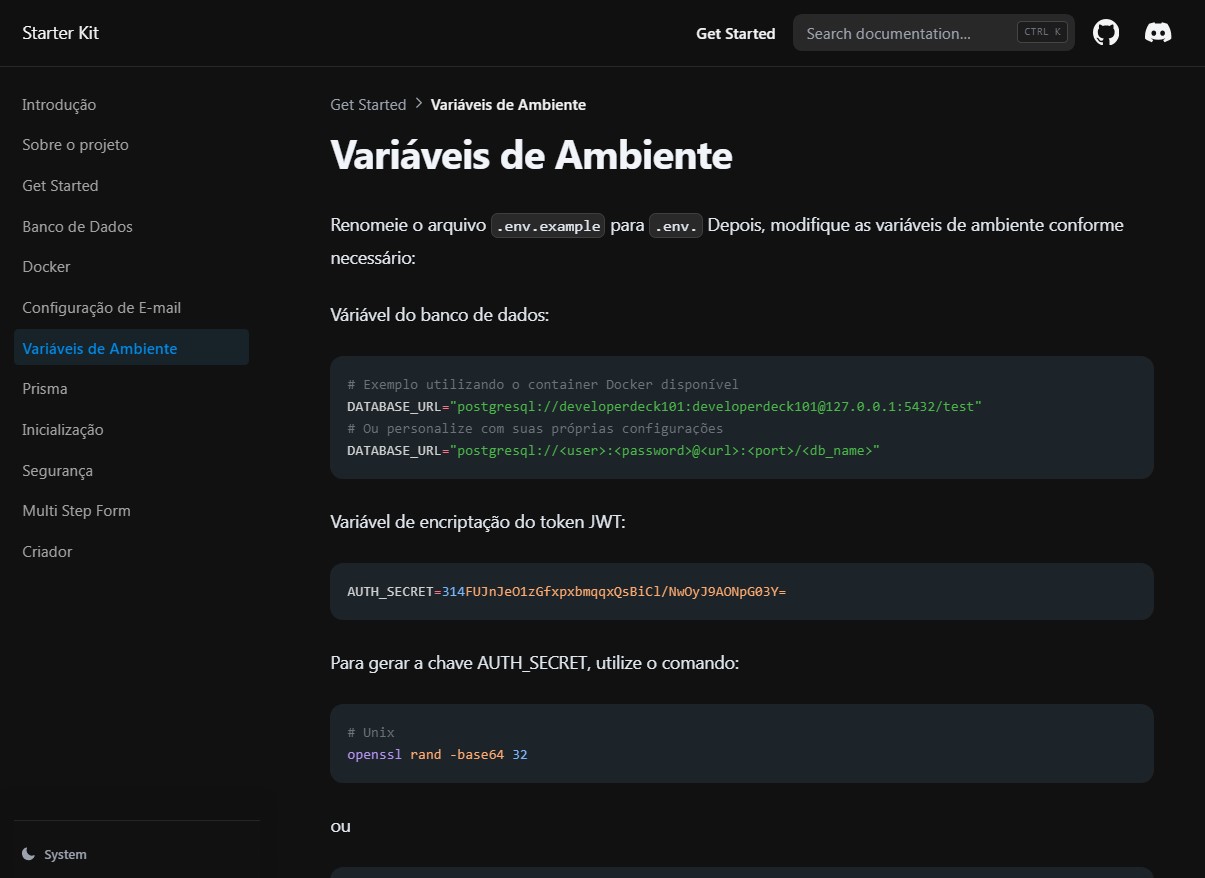 Starter Kit
Get Started
Search documentation...
CTRL K
Introdução
Sobre o projeto
Get Started
Banco de Dados
Docker
Configuração de E-mail
Variáveis de Ambiente
Prisma
Inicialização
Segurança
Multi Step Form
Criador
System
Get Started > Variáveis de Ambiente
Variáveis de Ambiente
Renomeie o arquivo .env.example para .env. Depois, modifique as variáveis de ambiente conforme
necessário:
Váriável do banco de dados:
# Exemplo utilizando o container Docker disponível
DATABASE_URL="postgresql://developerdeck101:developerdeck101@127.0.0.1:5432/test"
# Ou personalize com suas próprias configurações
DATABASE_URL="postgresql://<user>:<password>@<url>:<port>/<db_name>"
Variável de encriptação do token JWT:
AUTH_SECRET=314FUJnJeO1zGfxpxbmqqxQsBiCl/NwOyJ9AONpG03Y=
Para gerar a chave AUTH_SECRET, utilize o comando:
# Unix
openssl rand -base64 32
ou